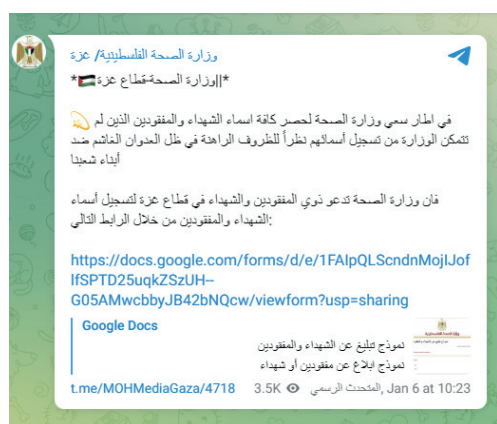 وزارة الصحة الفلسطينية/ غزة
*||وزارة الصحة-قطاع غزة🇵🇸*
💫 في اطار سعي وزارة الصحة لحصر كافة اسماء الشهداء والمفقودين الذين لم
تتمكن الوزارة من تسجيل أسمائهم نظراً للظروف الراهنة في ظل العدوان الغاشم ضد
أبناء شعبنا
فان وزارة الصحة تدعو ذوي المفقودين والشهداء في قطاع غزة لتسجيل أسماء
الشهداء والمفقودين من خلال الرابط التالي:
https://docs.google.com/forms/d/e/1FAIpQLScndnMojIJof
IfSPTD25uqkZSzUH--
G05AMwcbbyJB42bNQcw/viewform?usp=sharing
Google Docs
نموذج تبليغ عن الشهداء والمفقودين
نموذج ابلاغ عن مفقودين أو شهداء
t.me/MOHMediaGaza/4718 3.5K المتحدث الرسمي, Jan 6 at 10:23